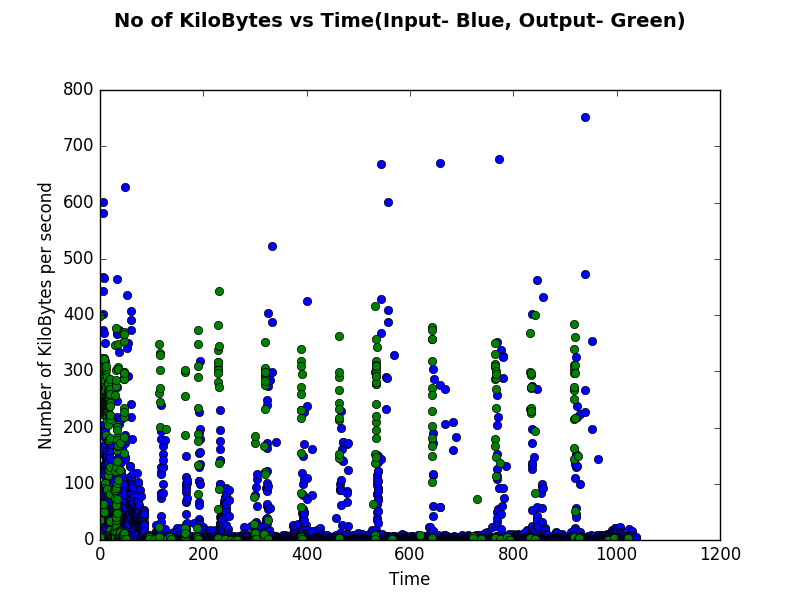 No of KiloBytes vs Time(Input- Blue, Output- Green)
800
700
600
500
400
300
200
100
0
Number of KiloBytes per second
0 200 400 600 800 1000 1200
Time